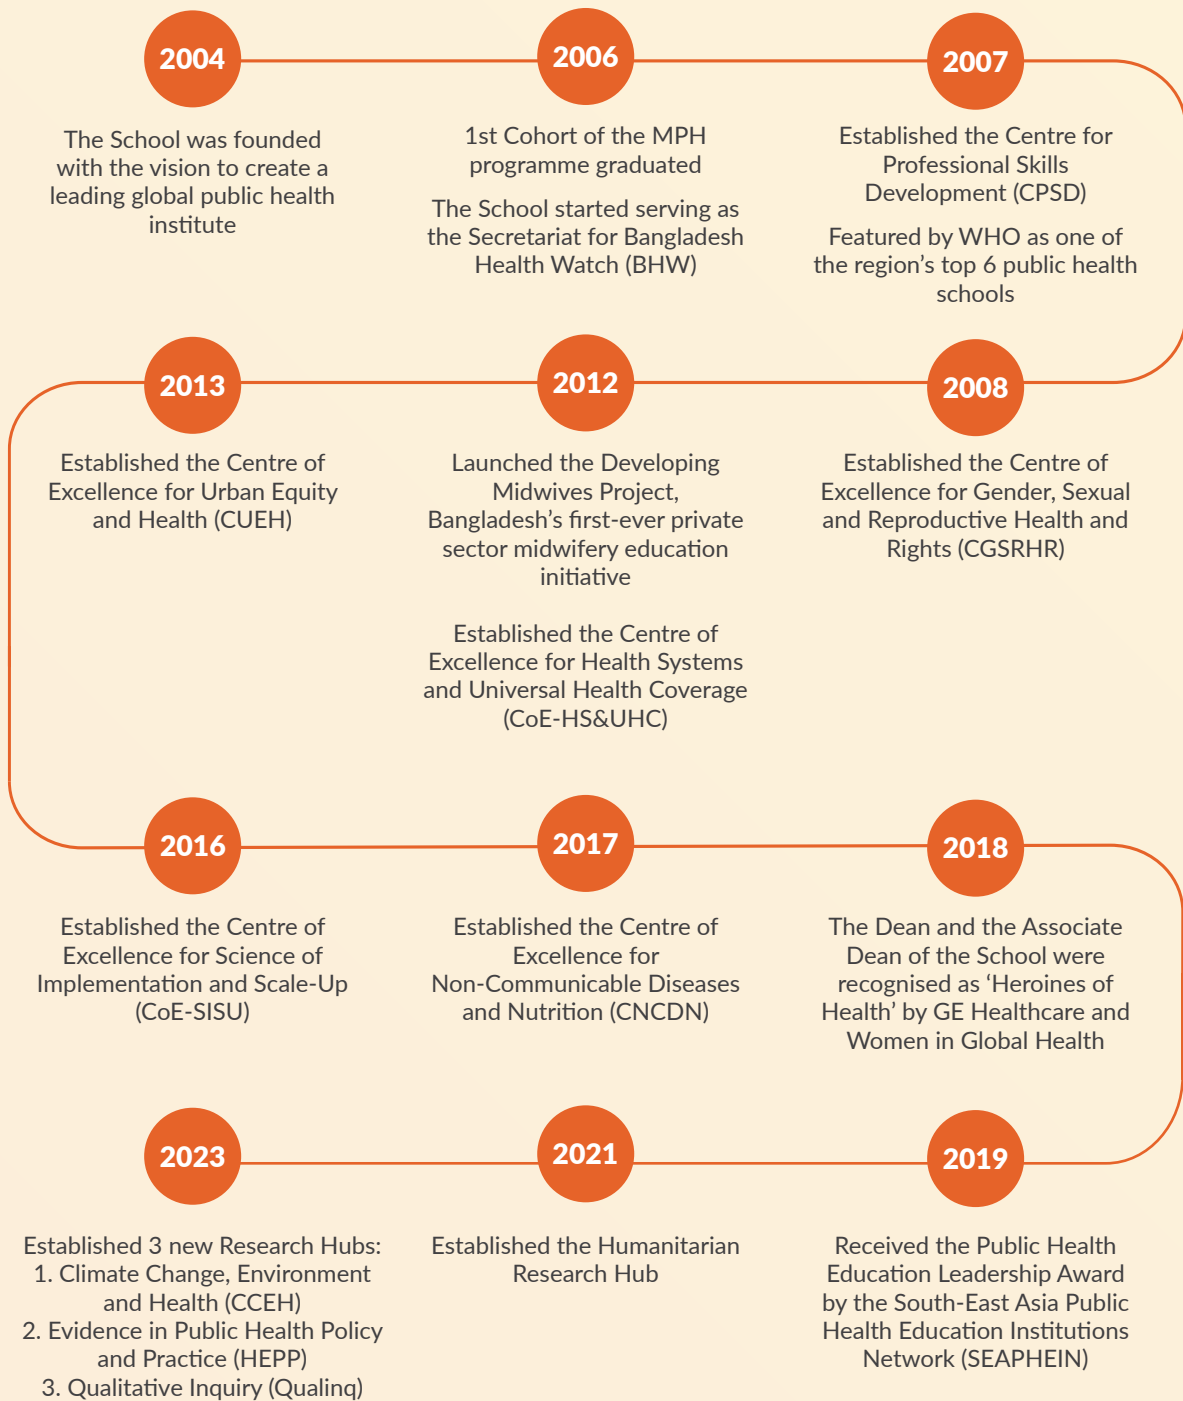 2004
The School was founded
with the vision to create a
leading global public health
institute
2006
1st Cohort of the MPH
programme graduated
The School started serving as
the Secretariat for Bangladesh
Health Watch (BHW)
2007
Established the Centre for
Professional Skills
Development (CPSD)
Featured by WHO as one of
the region’s top 6 public health
schools
2008
Established the Centre of
Excellence for Gender, Sexual
and Reproductive Health and
Rights (CGSRHR)
2012
Launched the Developing
Midwives Project,
Bangladesh’s first-ever private
sector midwifery education
initiative
Established the Centre of
Excellence for Health Systems
and Universal Health Coverage
(CoE-HS&UHC)
2013
Established the Centre of
Excellence for Urban Equity
and Health (CUEH)
2016
Established the Centre of
Excellence for Science of
Implementation and Scale-Up
(CoE-SISU)
2017
Established the Centre of
Excellence for
Non-Communicable Diseases
and Nutrition (CNCDN)
2018
The Dean and the Associate
Dean of the School were
recognised as ‘Heroines of
Health’ by GE Healthcare and
Women in Global Health
2019
Received the Public Health
Education Leadership Award
by the South-East Asia Public
Health Education Institutions
Network (SEAPHEIN)
2021
Established the Humanitarian
Research Hub
2023
Established 3 new Research Hubs:
1. Climate Change, Environment
and Health (CCEH)
2. Evidence in Public Health Policy
and Practice (HEPP)
3. Qualitative Inquiry (Qualinq)